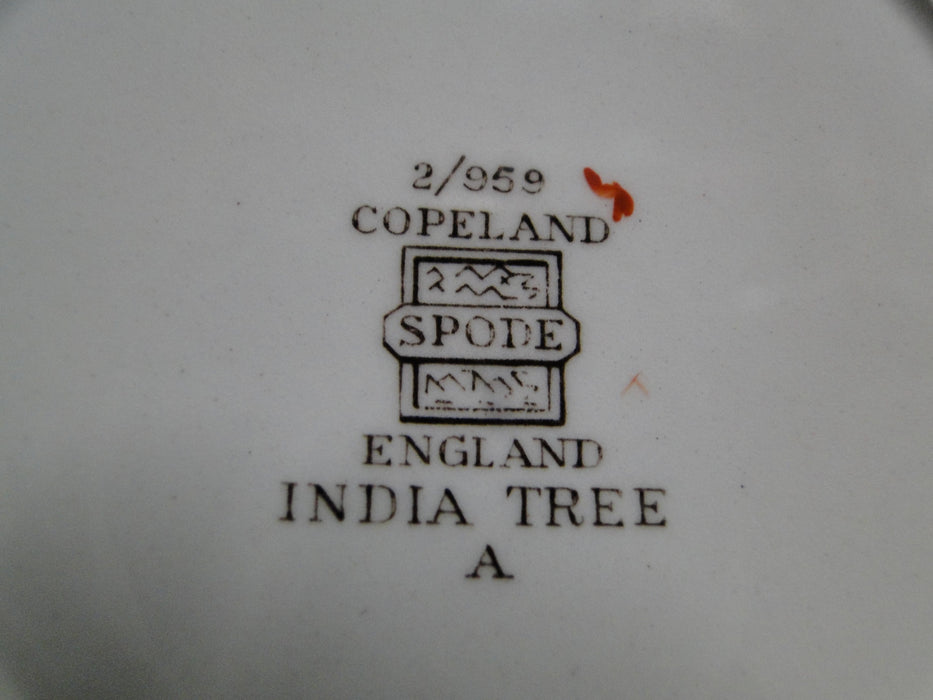 2/959
COPELAND
SPODE
ENGLAND
INDIA TREE
A